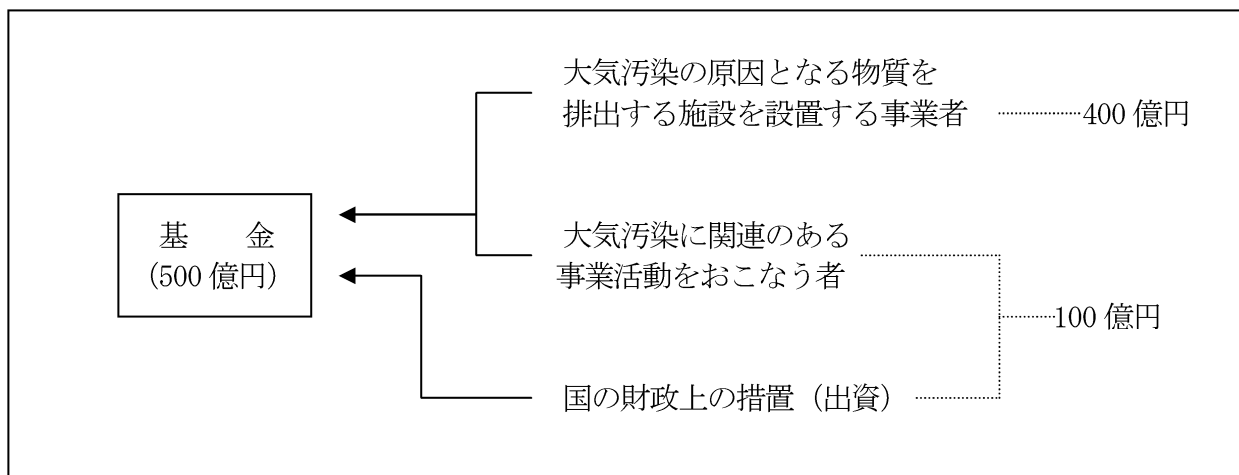 大気汚染の原因となる物質を
排出する施設を設置する事業者
400億円
基 金
(500億円)
大気汚染に関連のある
事業活動をおこなう者
100億円
国の財政上の措置（出資）